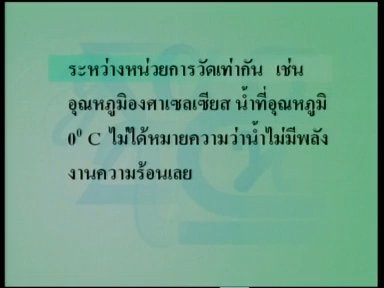 ระหว่างหน่วยการวัดเท่ากัน เช่น
อุณหภูมิองศาเซลเซียส น้ำที่อุณหภูมิ
0⁰ C ไม่ได้หมายความว่าน้ำไม่มีพลัง
งานความร้อนเลย